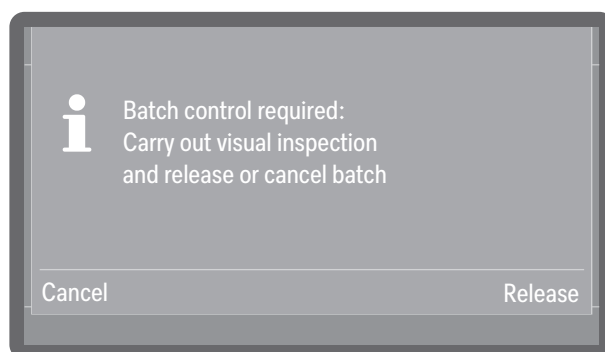 Batch control required:
Carry out visual inspection
and release or cancel batch
Cancel
Release